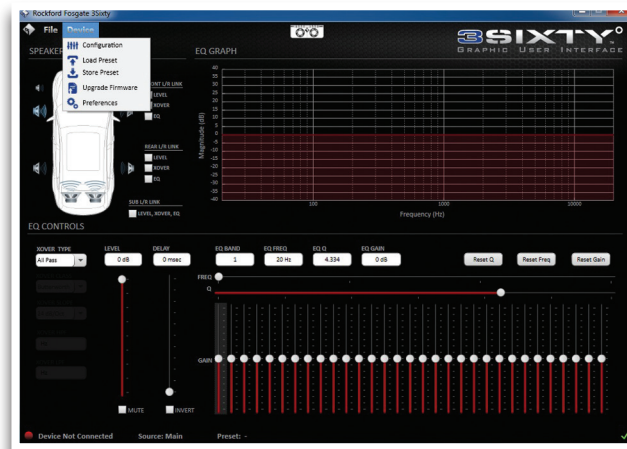 Rockford Fosgate 3Sixty
File Device
Configuration
Load Preset
Store Preset
Upgrade Firmware
Preferences
3SIXTY.°
GRAPHIC USER INTERFACE
SPEAKER
FRONT L/R LINK
LEVEL
XOVER
EQ
REAR L/R LINK
LEVEL
XOVER
EQ
SUB L/R LINK
LEVEL, XOVER, EQ
EQ GRAPH
Magnitude (dB)
40
35
30
25
20
15
10
5
0
-5
-10
-15
-20
-25
-30
-35
-40
100 1000 10000
Frequency (Hz)
EQ CONTROLS
XOVER TYPE LEVEL DELAY EQ BAND EQ FREQ EQ Q EQ GAIN
All Pass 0 dB 0 msec 1 20 Hz 4.334 0 dB Reset Q Reset Freq Reset Gain
FREQ
Q
GAIN
MUTE INVERT
Device Not Connected Source: Main Preset: -